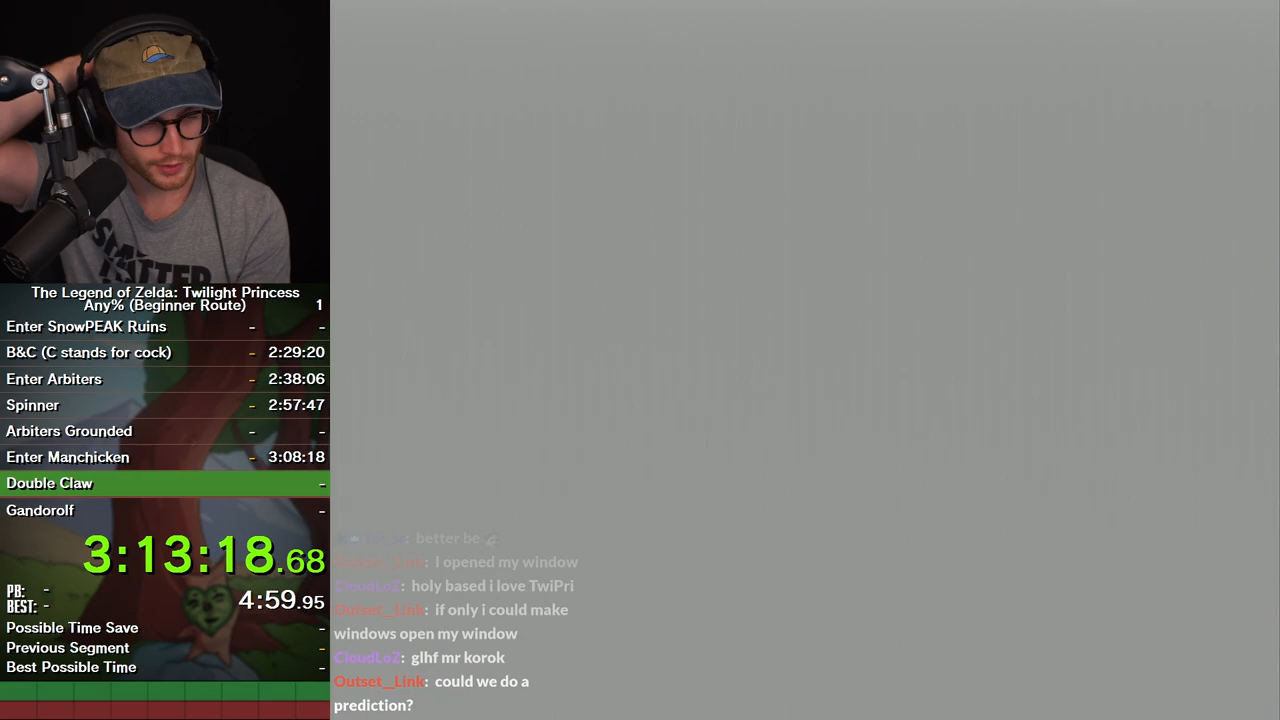 The Legend of Zelda: Twilight Princess
Any% (Beginner Route) 1
Enter SnowPEAK Ruins - -
B&C (C stands for cock) - 2:29:20
Enter Arbiters - 2:38:06
Spinner - 2:57:47
Arbiters Grounded - -
Enter Manchicken - 3:08:18
Double Claw -
Gandorolf -
3:13:18.68
PB: -
BEST: -
4:59.95
Possible Time Save -
Previous Segment -
Best Possible Time -
better be
Outset_Link: I opened my window
CloudLoZ: holy based i love TwiPri
Outset_Link: if only i could make
windows open my window
CloudLoZ: glhf mr korok
Outset_Link: could we do a
prediction?